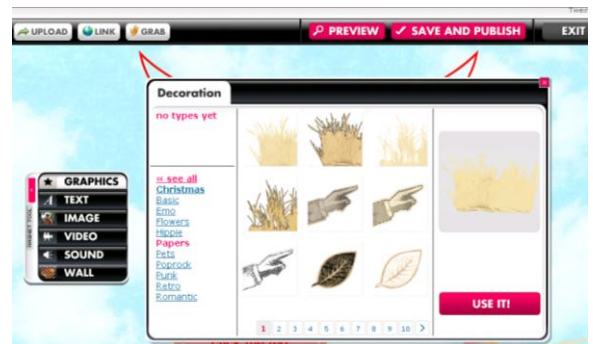 UPLOAD LINK GRAB PREVIEW SAVE AND PUBLISH EXIT
Decoration
no types yet
« see all
Christmas
Basic
Emo
Flowers
Hippie
Papers
Pets
Poprock
Punk
Retro
Romantic
GRAPHICS
TEXT
IMAGE
VIDEO
SOUND
WALL
MAGNET TOOL
USE IT!
1 2 3 4 5 6 7 8 9 10 >